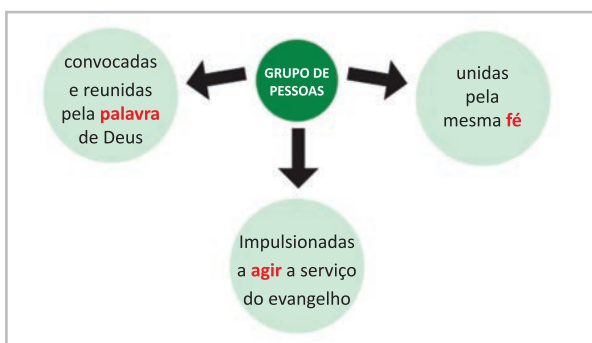 GRUPO DE
PESSOAS
convocadas
e reunidas
pela palavra
de Deus
unidas
pela
mesma fé
Impulsionadas
a agir a serviço
do evangelho